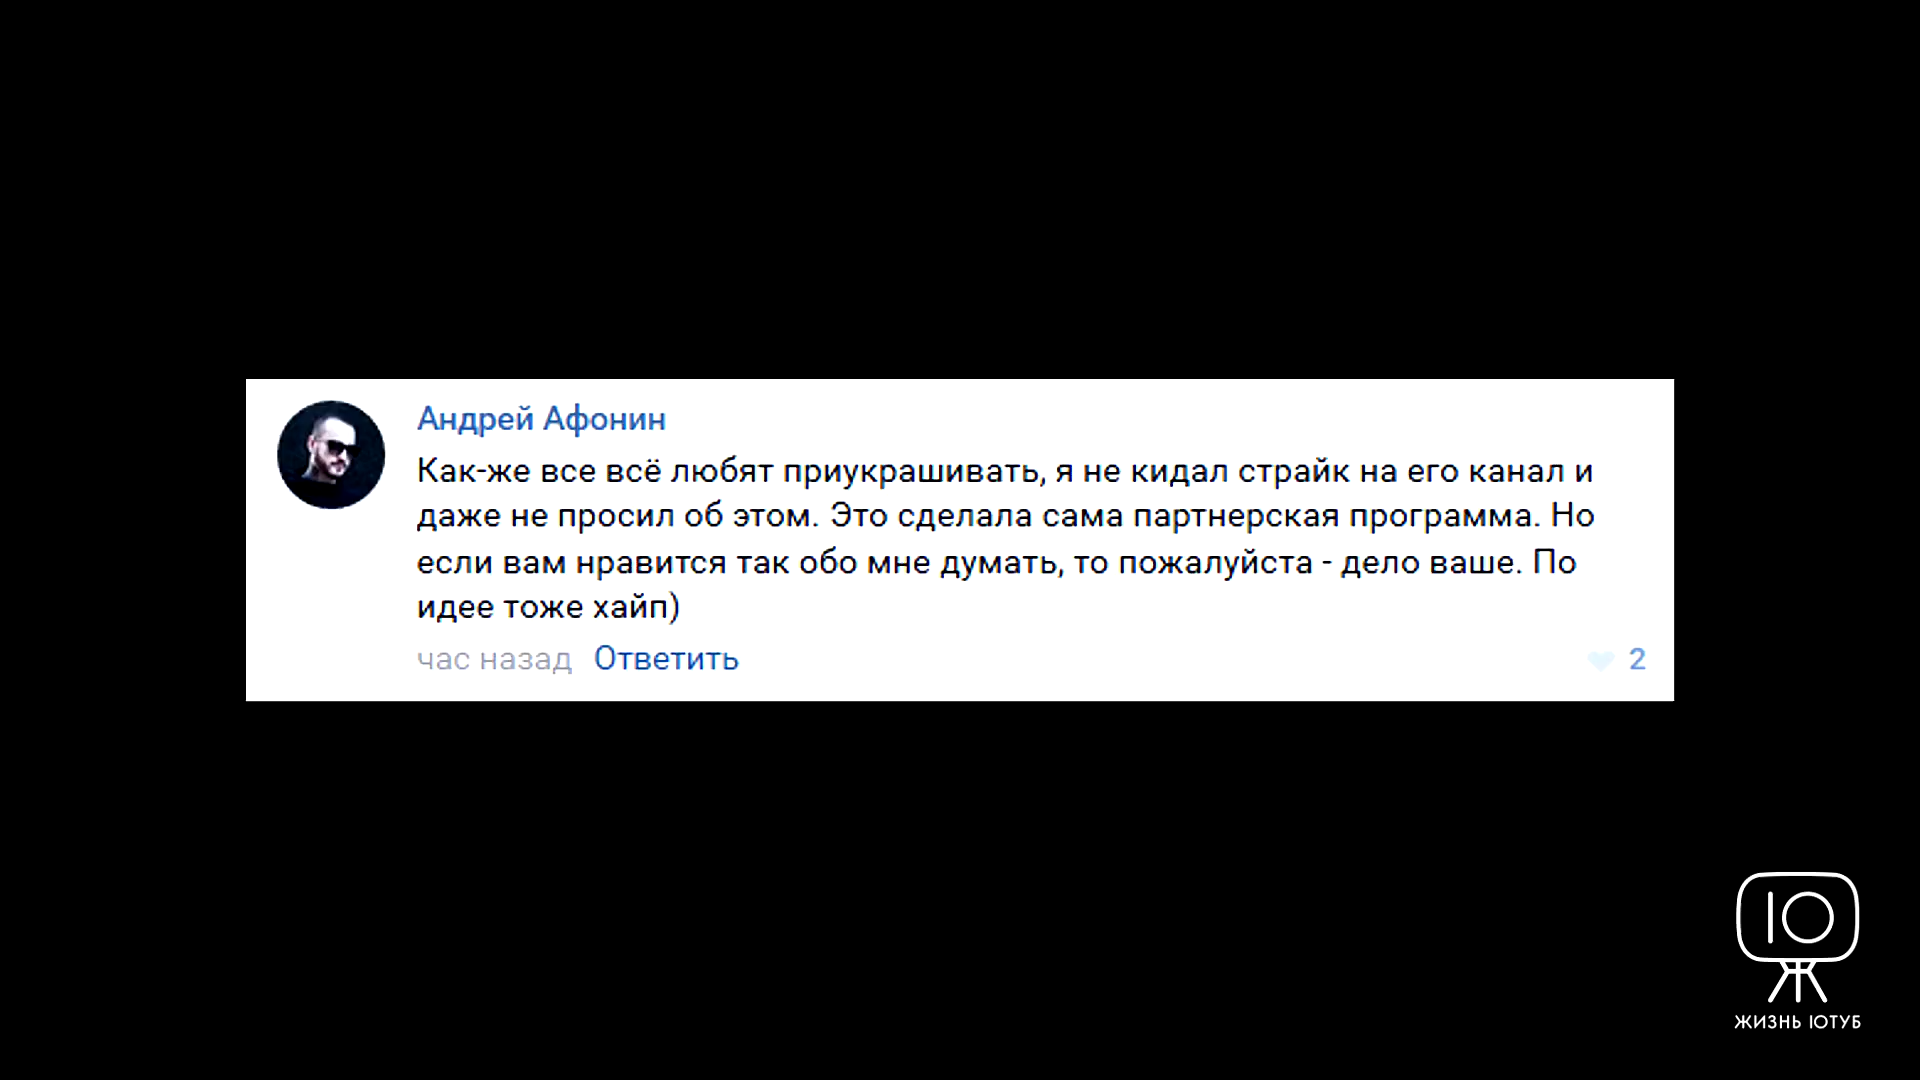 Андрей Афонин
Как-же все всё любят приукрашивать, я не кидал страйк на его канал и
даже не просил об этом. Это сделала сама партнерская программа. Но
если вам нравится так обо мне думать, то пожалуйста - дело ваше. По
идее тоже хайп)
час назад Ответить 2
Ю
Ж
ЖИЗНЬ ЮТУБ